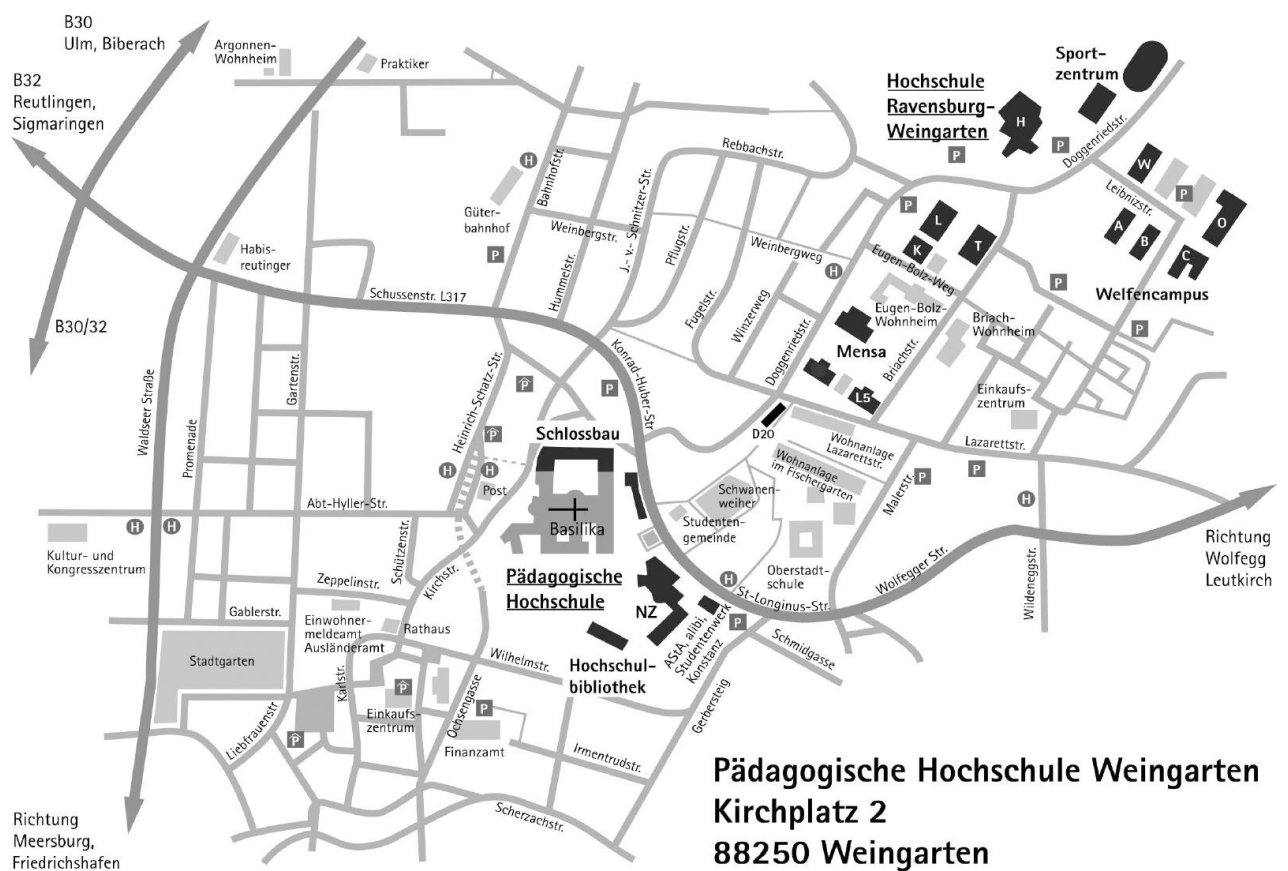 B30
Ulm, Biberach
B32
Reutlingen,
Sigmaringen
Argonnen-
Wohnheim
Praktiker
Sport-
zentrum
Hochschule
Ravensburg-
Weingarten
H
P
P
Doggenriedstr.
W
P
Leibnizstr.
O
A
B
C
Welfencampus
P
L
K
T
Rebbachstr.
H
Bahnhofstr.
Güter-
bahnhof
P
Weinbergstr.
J.-v.-Schnitzer-Str.
Pflugstr.
Weinbergweg
H
Eugen-Bolz-Weg
P
P
Habis-
reutinger
Hummelstr.
Fugelstr.
Winzerweg
Eugen-Bolz-
Wohnheim
Briach-
Wohnheim
Schussenstr. L317
B30/32
Mensa
Doggenriedstr.
Briachstr.
Konrad-Huber-Str
Waldseer Straße
Promenade
Gartenstr.
Heinrich-Schatz-Str.
P
P
P
L5
Einkaufs-
zentrum
D20
Schlossbau
Wohnanlage
Lazarettstr.
Lazarettstr.
Wohnanlage
im Fischergarten
Malerstr.
P
P
H
H
H
Post
Schwanen-
weiher
Abt-Hyller-Str.
Basilika
Studenten-
gemeinde
H
H
Kultur- und
Kongresszentrum
Schützenstr.
Oberstadt-
schule
Wolfegger Str.
Wildeneggstr.
Richtung
Wolfegg
Leutkirch
Zeppelinstr.
Kirchstr.
Pädagogische
Hochschule
NZ
H
St-Longinus-Str.
P
Gablerstr.
Einwohner-
meldeamt
Ausländeramt
Rathaus
AStA, alibi,
Studentenwerk
Konstanz
Schmidgasse
Stadtgarten
Karlstr.
Wilhelmstr.
Hochschul-
bibliothek
Gerbersteig
P
Einkaufs-
zentrum
Ochsengasse
P
Liebfrauenstr
P
Finanzamt
Irmentrudstr.
Scherzachstr.
Richtung
Meersburg,
Friedrichshafen
Pädagogische Hochschule Weingarten
Kirchplatz 2
88250 Weingarten